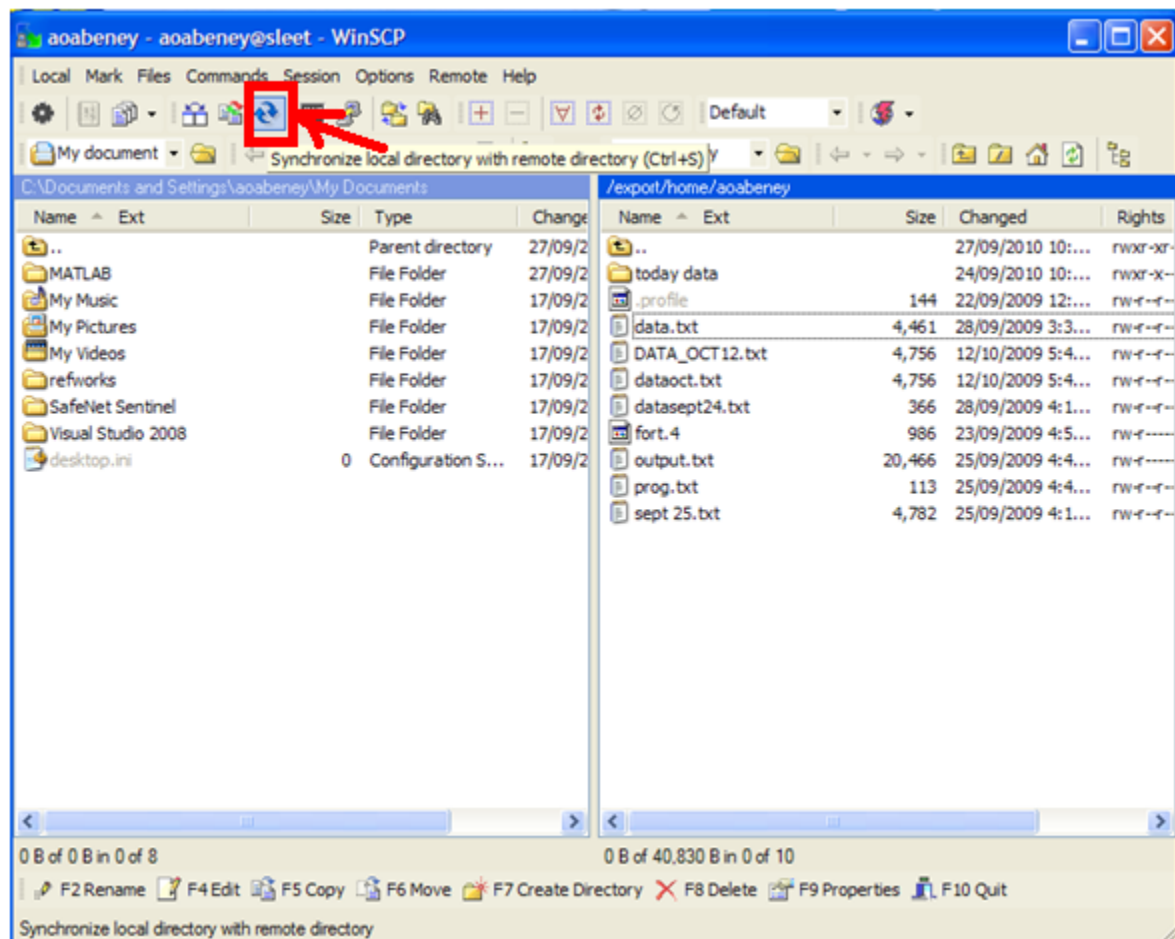 aoabeney - aoabeney@sleet - WinSCP
Local Mark Files Commands Session Options Remote Help
Default
My document
Synchronize local directory with remote directory (Ctrl+S)
C:\Documents and Settings\aoabeney\My Documents
Name Ext Size Type Change
.. Parent directory 27/09/2
MATLAB File Folder 27/09/2
My Music File Folder 17/09/2
My Pictures File Folder 17/09/2
My Videos File Folder 17/09/2
refworks File Folder 17/09/2
SafeNet Sentinel File Folder 17/09/2
Visual Studio 2008 File Folder 17/09/2
desktop.ini 0 Configuration S... 17/09/2
0 B of 0 B in 0 of 8
/export/home/aoabeney
Name Ext Size Changed Rights
.. 27/09/2010 10:... rwxr-xr-
today data 24/09/2010 10:... rwxr-x--
.profile 144 22/09/2009 12:... rw-r--r--
data.txt 4,461 28/09/2009 3:3... rw-r--r--
DATA_OCT12.txt 4,756 12/10/2009 5:4... rw-r--r--
dataoct.txt 4,756 12/10/2009 5:4... rw-r--r--
datasept24.txt 366 28/09/2009 4:1... rw-r--r--
fort.4 986 23/09/2009 4:5... rw-r-----
output.txt 20,466 25/09/2009 4:4... rw-r-----
prog.txt 113 25/09/2009 4:4... rw-r--r--
sept 25.txt 4,782 25/09/2009 4:1... rw-r--r--
0 B of 40,830 B in 0 of 10
F2 Rename F4 Edit F5 Copy F6 Move F7 Create Directory F8 Delete F9 Properties F10 Quit
Synchronize local directory with remote directory